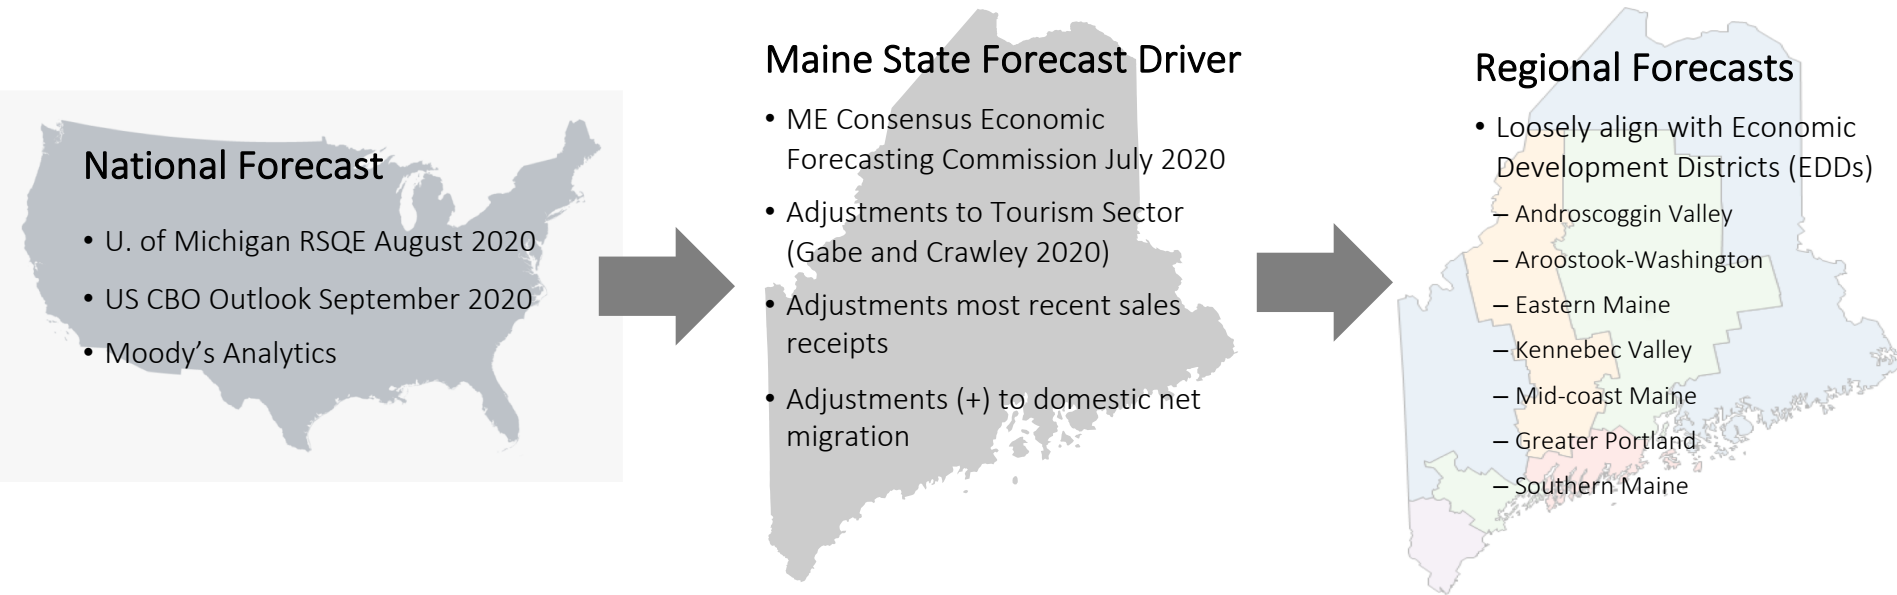 National Forecast
• U. of Michigan RSQE August 2020
• US CBO Outlook September 2020
• Moody’s Analytics
Maine State Forecast Driver
• ME Consensus Economic
Forecasting Commission July 2020
• Adjustments to Tourism Sector
(Gabe and Crawley 2020)
• Adjustments most recent sales
receipts
• Adjustments (+) to domestic net
migration
Regional Forecasts
• Loosely align with Economic
Development Districts (EDDs)
– Androscoggin Valley
– Aroostook-Washington
– Eastern Maine
– Kennebec Valley
– Mid-coast Maine
– Greater Portland
– Southern Maine